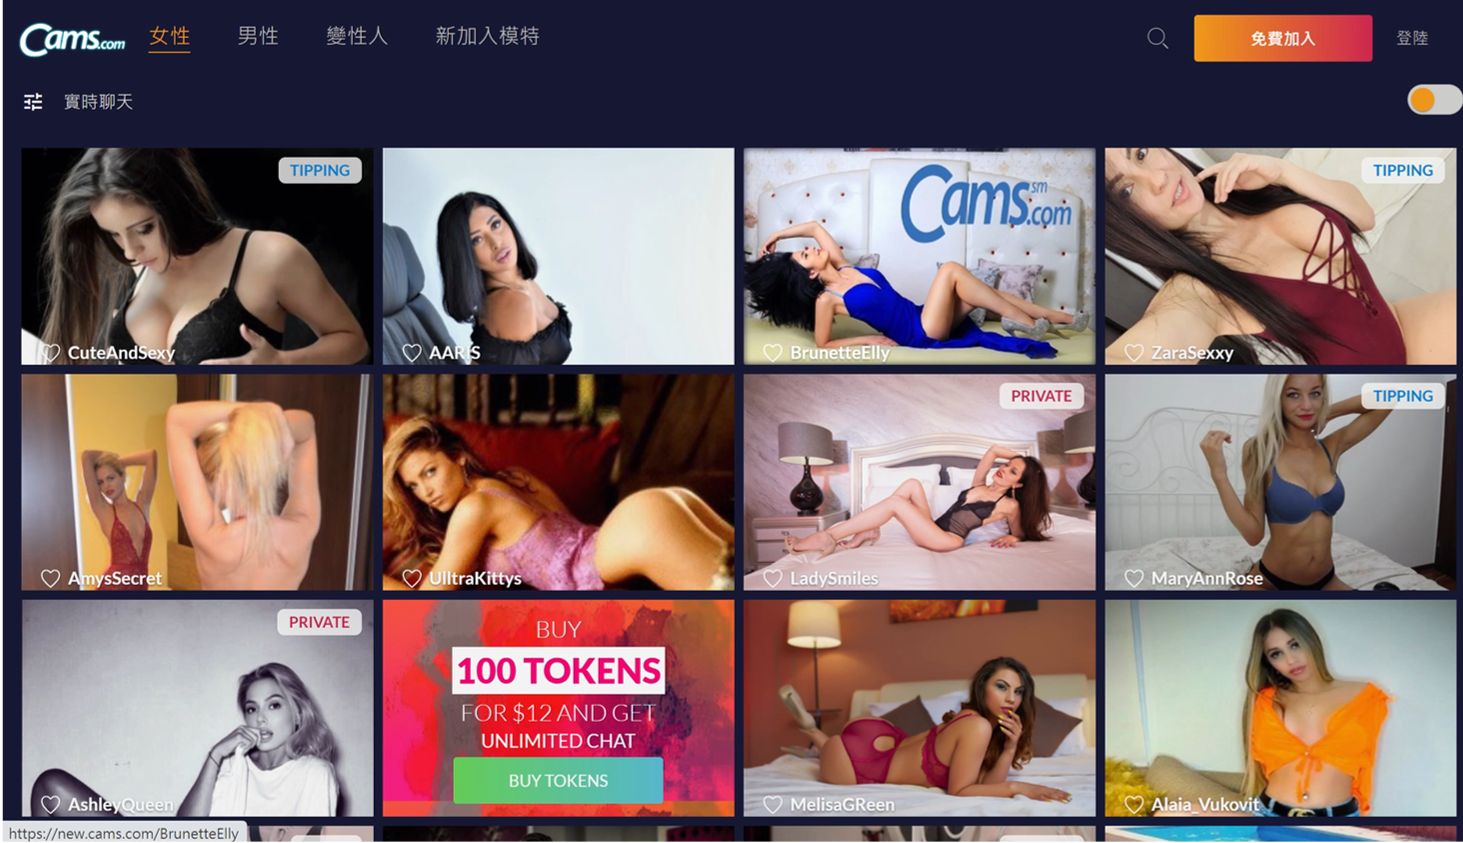 Cams.com
女性
男性
變性人
新加入模特
免費加入
登陸
實時聊天
TIPPING
CuteAndSexy
AARIS
Cams.com
SM
BrunetteElly
TIPPING
ZaraSexxy
AmysSecret
UlltraKittys
PRIVATE
LadySmiles
TIPPING
MaryAnnRose
PRIVATE
AshleyQueen
BUY
100 TOKENS
FOR $12 AND GET
UNLIMITED CHAT
BUY TOKENS
MelisaGReen
Alaia_Vukovit
https://new.cams.com/BrunetteElly